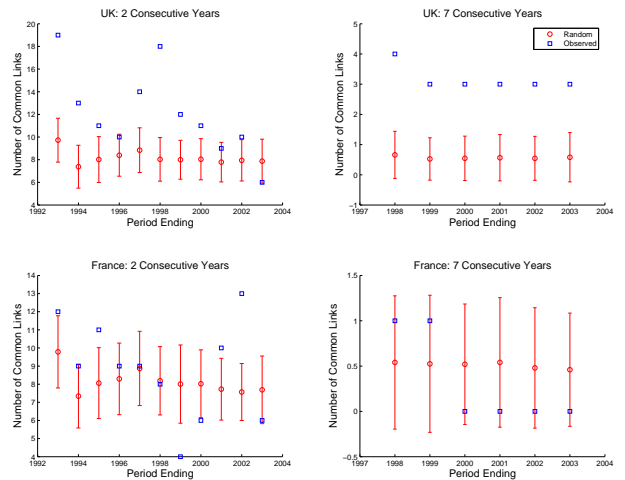 UK: 2 Consecutive Years
20
18
16
14
12
10
8
6
4
Number of Common Links
1992 1994 1996 1998 2000 2002 2004
Period Ending
UK: 7 Consecutive Years
Random
Observed
5
4
3
2
1
0
−1
Number of Common Links
1997 1998 1999 2000 2001 2002 2003 2004
Period Ending
France: 2 Consecutive Years
14
13
12
11
10
9
8
7
6
5
4
Number of Common Links
1992 1994 1996 1998 2000 2002 2004
Period Ending
France: 7 Consecutive Years
1.5
1
0.5
0
−0.5
Number of Common Links
1997 1998 1999 2000 2001 2002 2003 2004
Period Ending